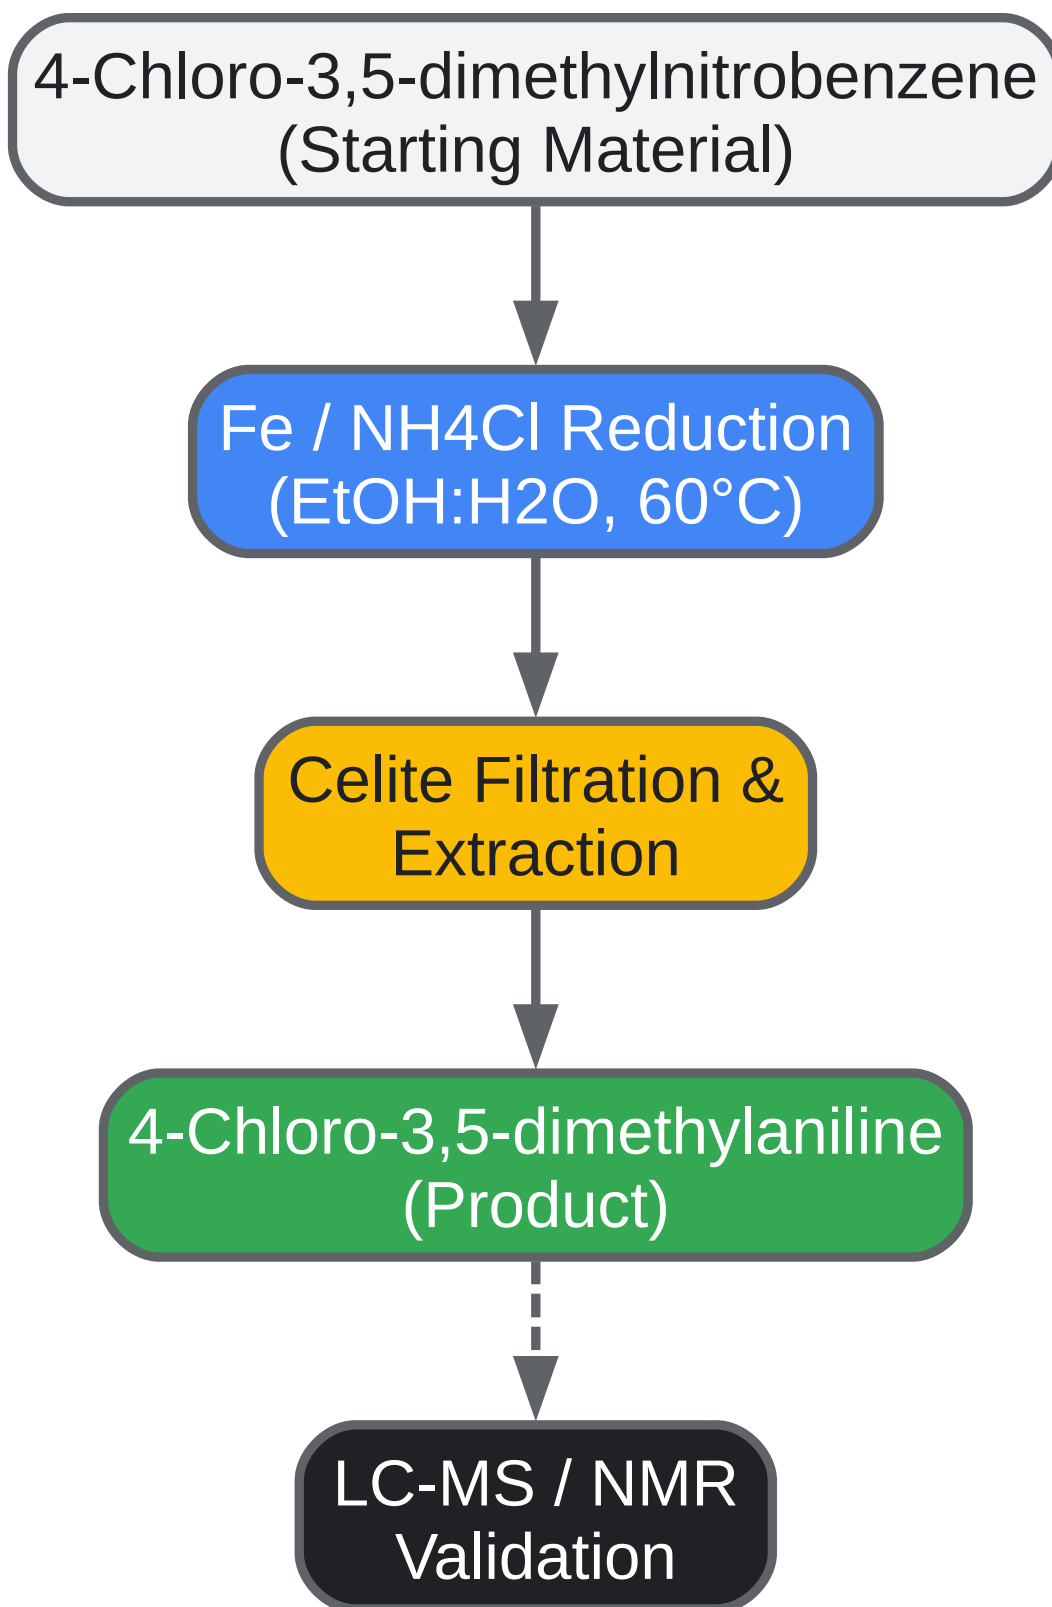 4-Chloro-3,5-dimethylnitrobenzene
(Starting Material)
Fe / NH4Cl Reduction
(EtOH:H2O, 60°C)
Celite Filtration &
Extraction
4-Chloro-3,5-dimethylaniline
(Product)
LC-MS / NMR
Validation